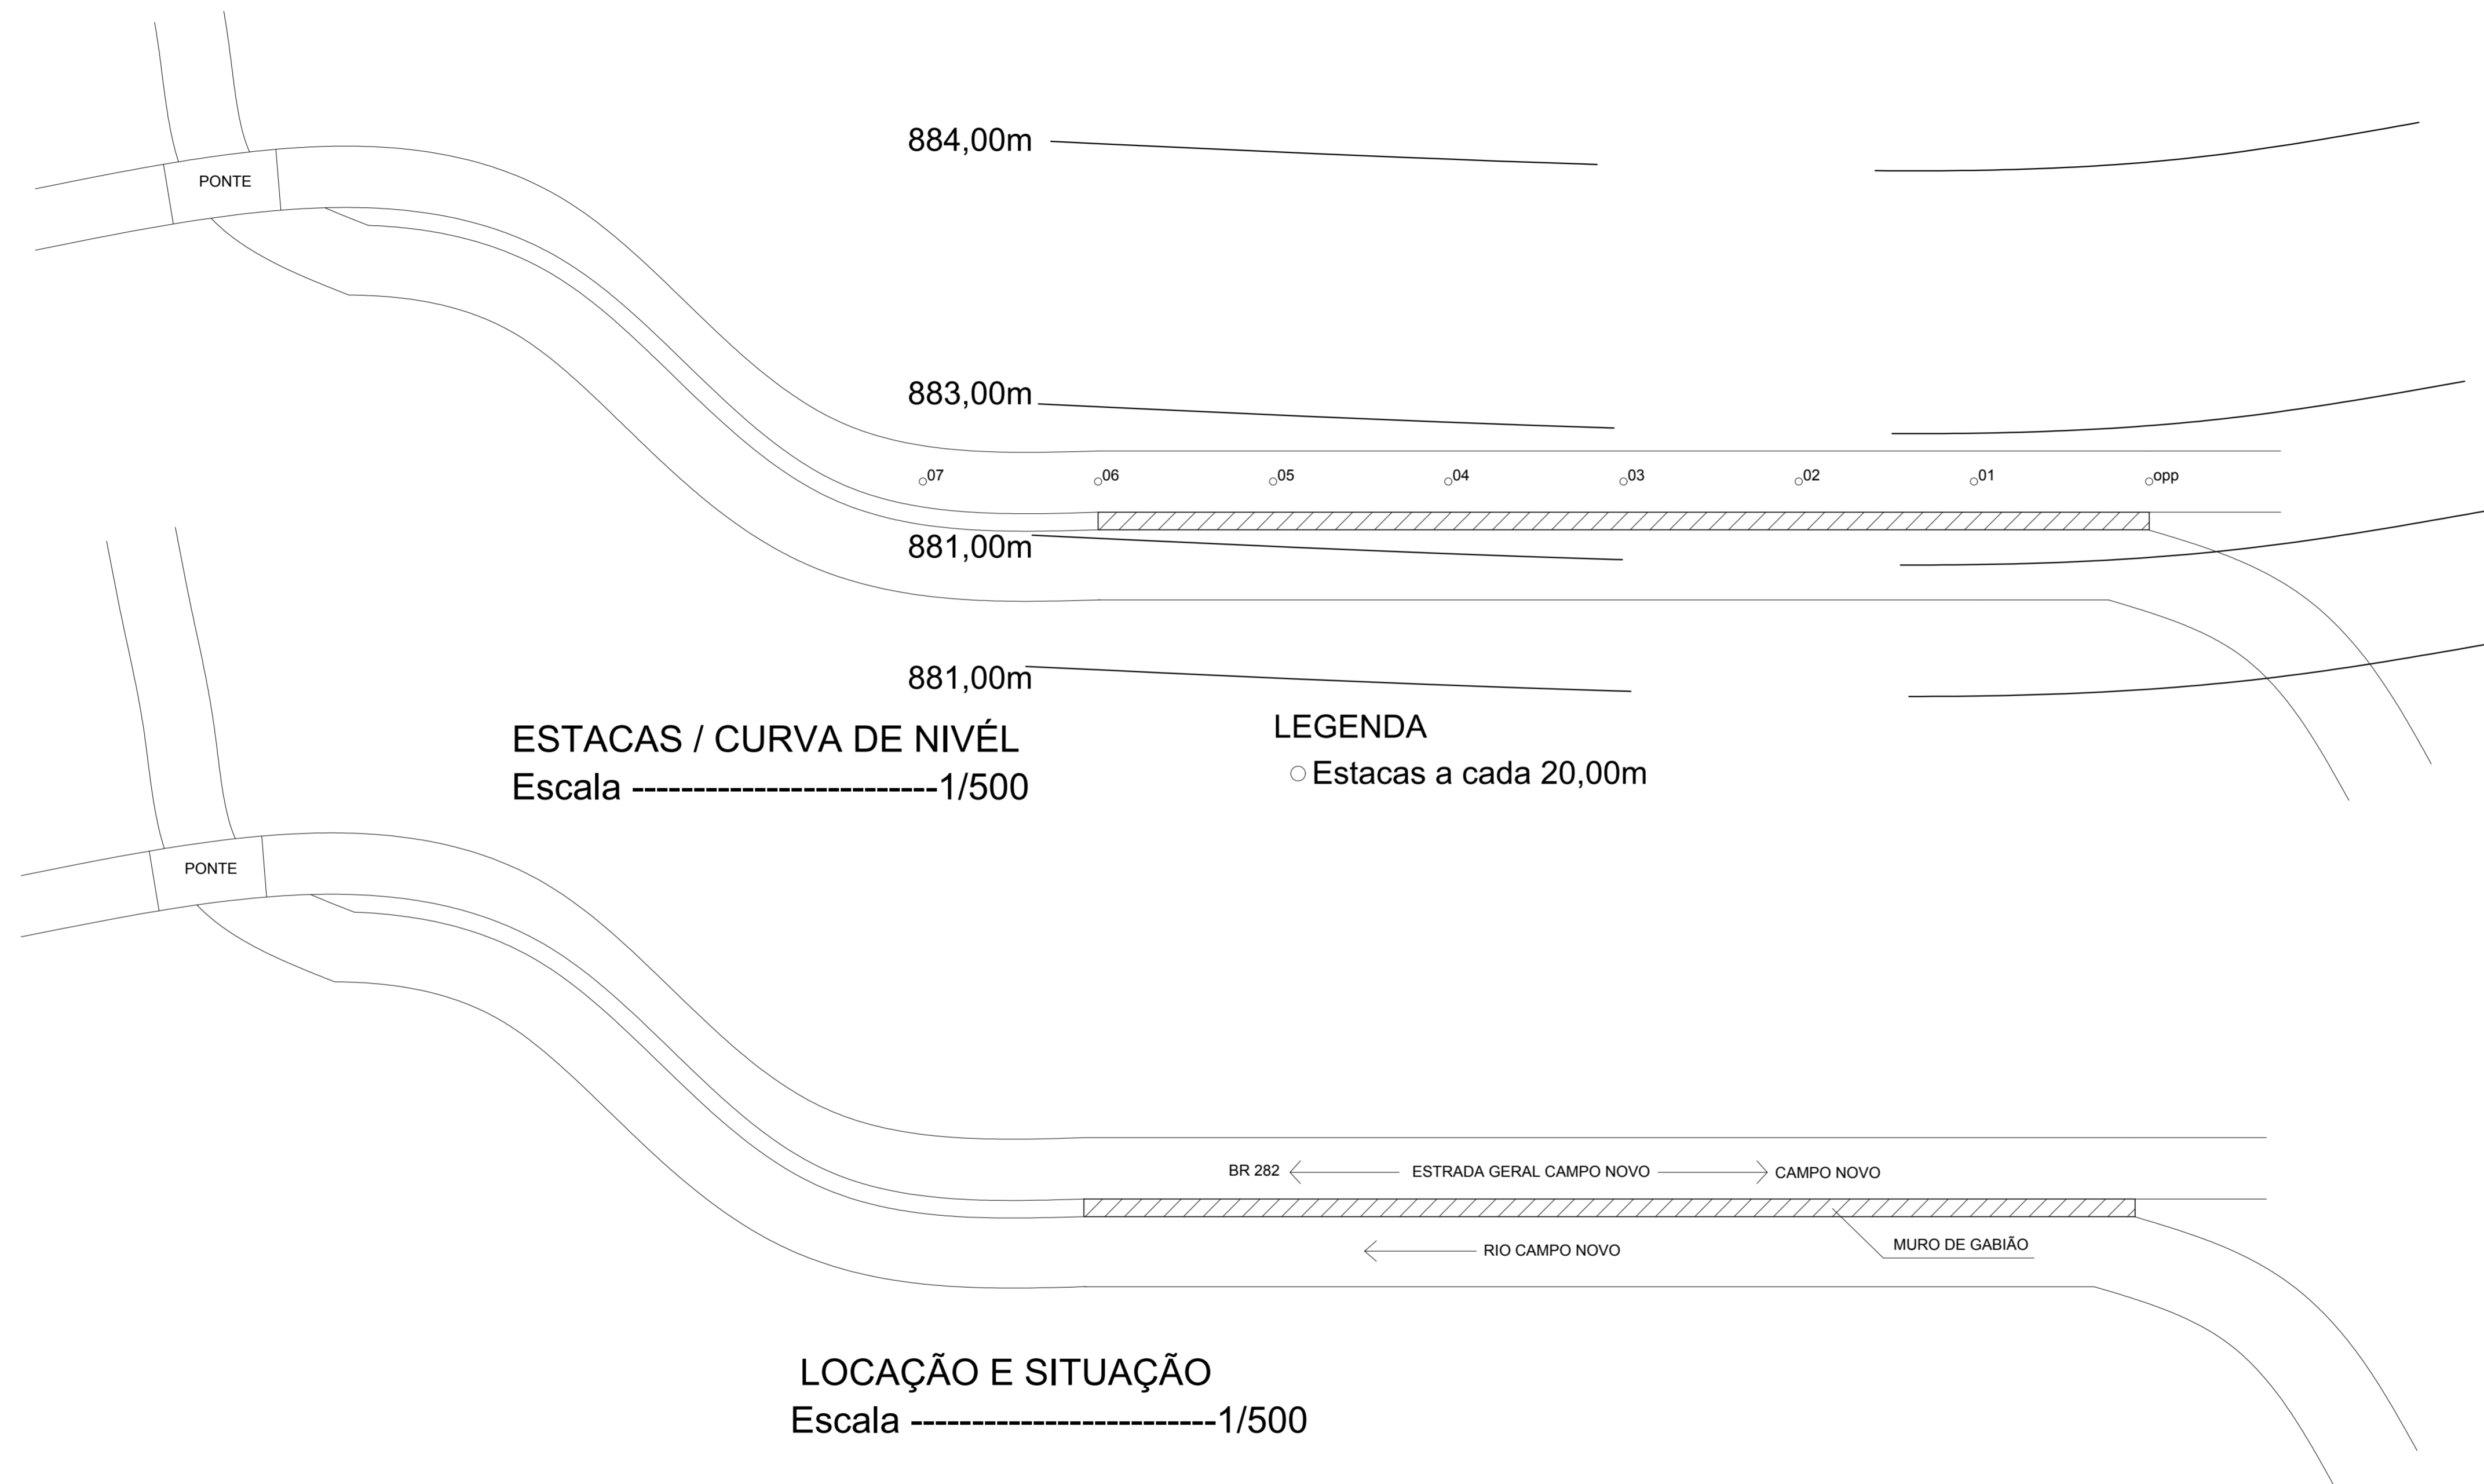 884,00m
PONTE
883,00m
07 06 05 04 03 02 01 opp
881,00m
881,00m
ESTACAS / CURVA DE NIVÉL
Escala -------------------------1/500
LEGENDA
Estacas a cada 20,00m
PONTE
BR 282 ESTRADA GERAL CAMPO NOVO CAMPO NOVO
RIO CAMPO NOVO
MURO DE GABIÃO
LOCAÇÃO E SITUAÇÃO
Escala -------------------------1/500